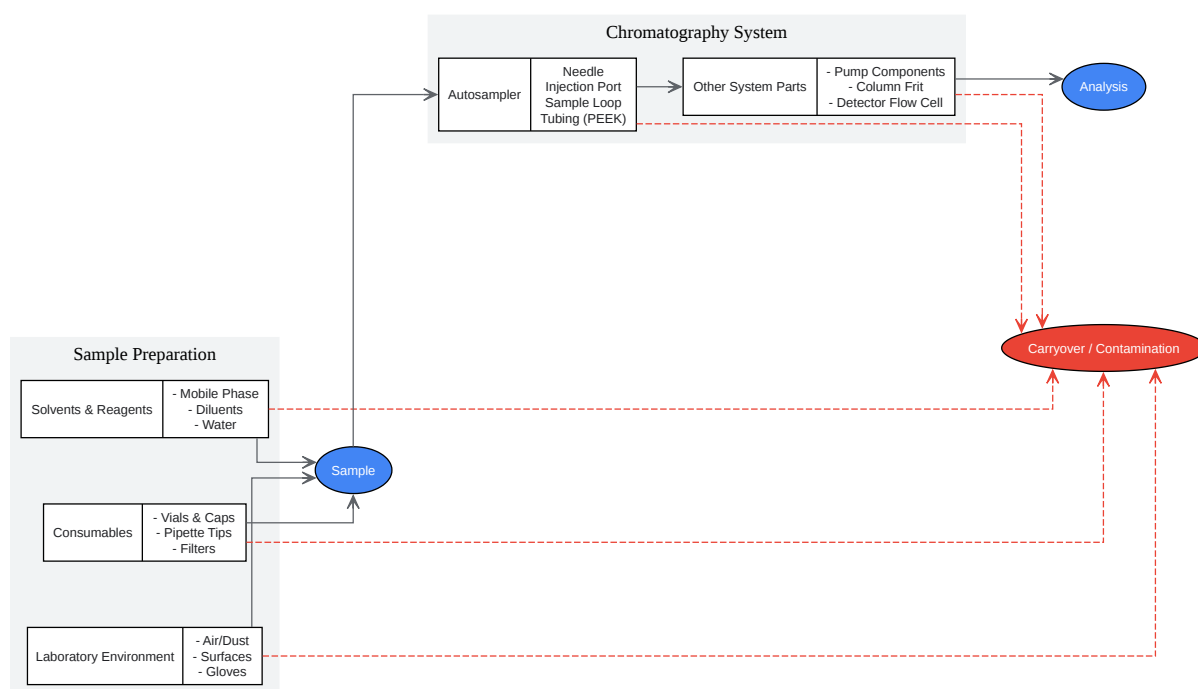 Chromatography System
Autosampler
Needle
Injection Port
Sample Loop
Tubing (PEEK)
Other System Parts
- Pump Components
- Column Frit
- Detector Flow Cell
Analysis
Carryover / Contamination
Sample Preparation
Solvents & Reagents
- Mobile Phase
- Diluents
- Water
Sample
Consumables
- Vials & Caps
- Pipette Tips
- Filters
Laboratory Environment
- Air/Dust
- Surfaces
- Gloves